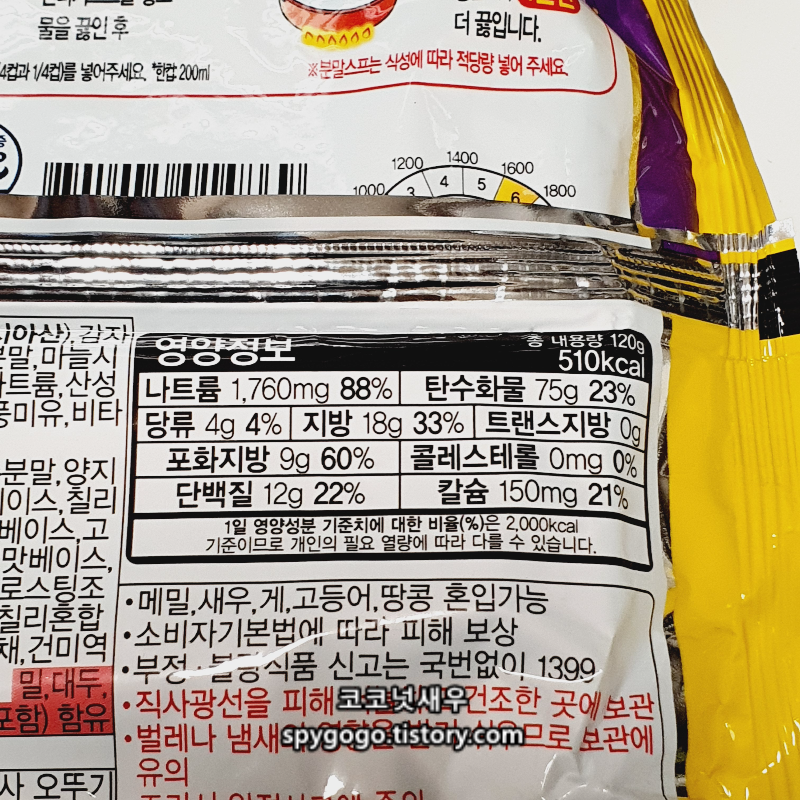 물을 끓인 후
더 끓입니다.
4컵과 1/4컵)를 넣어주세요. *한컵 200ml
※분말스프는 식성에 따라 적당량 넣어 주세요.
1000 1200 1400 1600 1800
3 4 5 6
시아산), 감자
분말, 마늘시
나트륨, 산성
풍미유, 비타
분말, 양지
베이스, 칠리
베이스, 고
맛베이스,
로스팅조
칠리혼합
채, 건미역
밀, 대두,
포함) 함유
사 오뚜기
영양정보 총 내용량 120g
510kcal
나트륨 1,760mg 88% 탄수화물 75g 23%
당류 4g 4% 지방 18g 33% 트랜스지방 0g
포화지방 9g 60% 콜레스테롤 0mg 0%
단백질 12g 22% 칼슘 150mg 21%
1일 영양성분 기준치에 대한 비율(%)은 2,000kcal
기준이므로 개인의 필요 열량에 따라 다를 수 있습니다.
•메밀, 새우, 게, 고등어, 땅콩 혼입가능
•소비자기본법에 따라 피해 보상
•부정·불량식품 신고는 국번없이 1399
•직사광선을 피해 건조한 곳에 보관
•벌레나 냄새 므로 보관에
유의
코코넛새우
spygogo.tistory.com